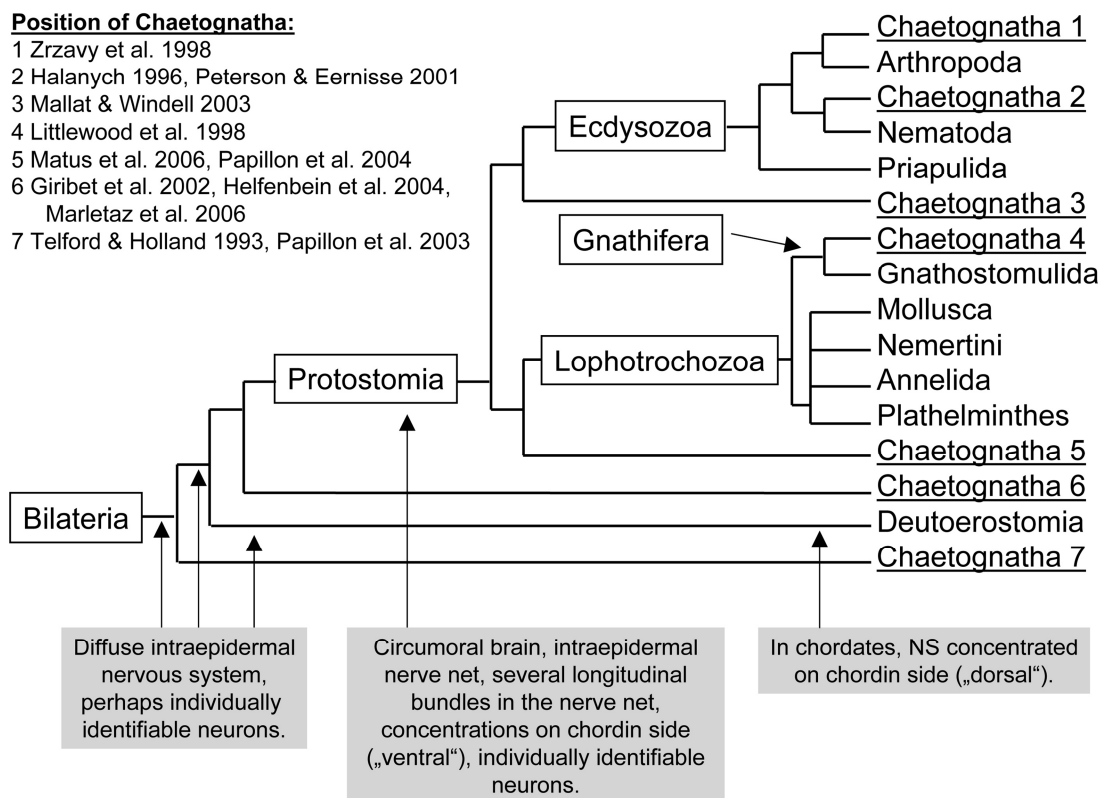 Position of Chaetognatha:
1 Zrzavy et al. 1998
2 Halanych 1996, Peterson & Eernisse 2001
3 Mallat & Windell 2003
4 Littlewood et al. 1998
5 Matus et al. 2006, Papillon et al. 2004
6 Giribet et al. 2002, Helfenbein et al. 2004,
Marletaz et al. 2006
7 Telford & Holland 1993, Papillon et al. 2003
Chaetognatha 1
Arthropoda
Ecdysozoa
Chaetognatha 2
Nematoda
Priapulida
Chaetognatha 3
Gnathifera
Chaetognatha 4
Gnathostomulida
Mollusca
Nemertini
Lophotrochozoa
Protostomia
Annelida
Plathelminthes
Chaetognatha 5
Chaetognatha 6
Bilateria
Deutoerostomia
Chaetognatha 7
Diffuse intraepidermal
nervous system,
perhaps individually
identifiable neurons.
Circumoral brain, intraepidermal
nerve net, several longitudinal
bundles in the nerve net,
concentrations on chordin side
(„ventral“), individually identifiable
neurons.
In chordates, NS concentrated
on chordin side („dorsal“).